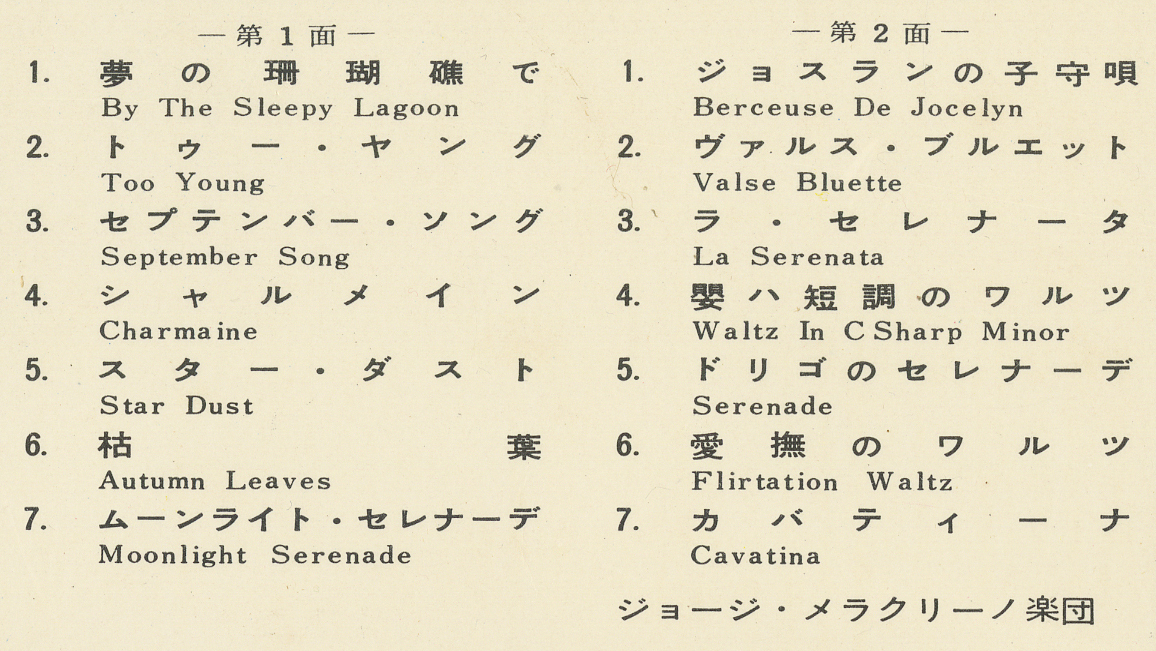 — 第 1 面 —
1. 夢の珊瑚礁で
By The Sleepy Lagoon
2. トゥー・ヤング
Too Young
3. セプテンバー・ソング
September Song
4. シャルメイン
Charmaine
5. スター・ダスト
Star Dust
6. 枯葉
Autumn Leaves
7. ムーンライト・セレナーデ
Moonlight Serenade
— 第 2 面 —
1. ジョスランの子守唄
Berceuse De Jocelyn
2. ヴァルス・ブルエット
Valse Bluette
3. ラ・セレナータ
La Serenata
4. 嬰ハ短調のワルツ
Waltz In C Sharp Minor
5. ドリゴのセレナーデ
Serenade
6. 愛撫のワルツ
Flirtation Waltz
7. カバティーナ
Cavatina
ジョージ・メラクリーノ楽団